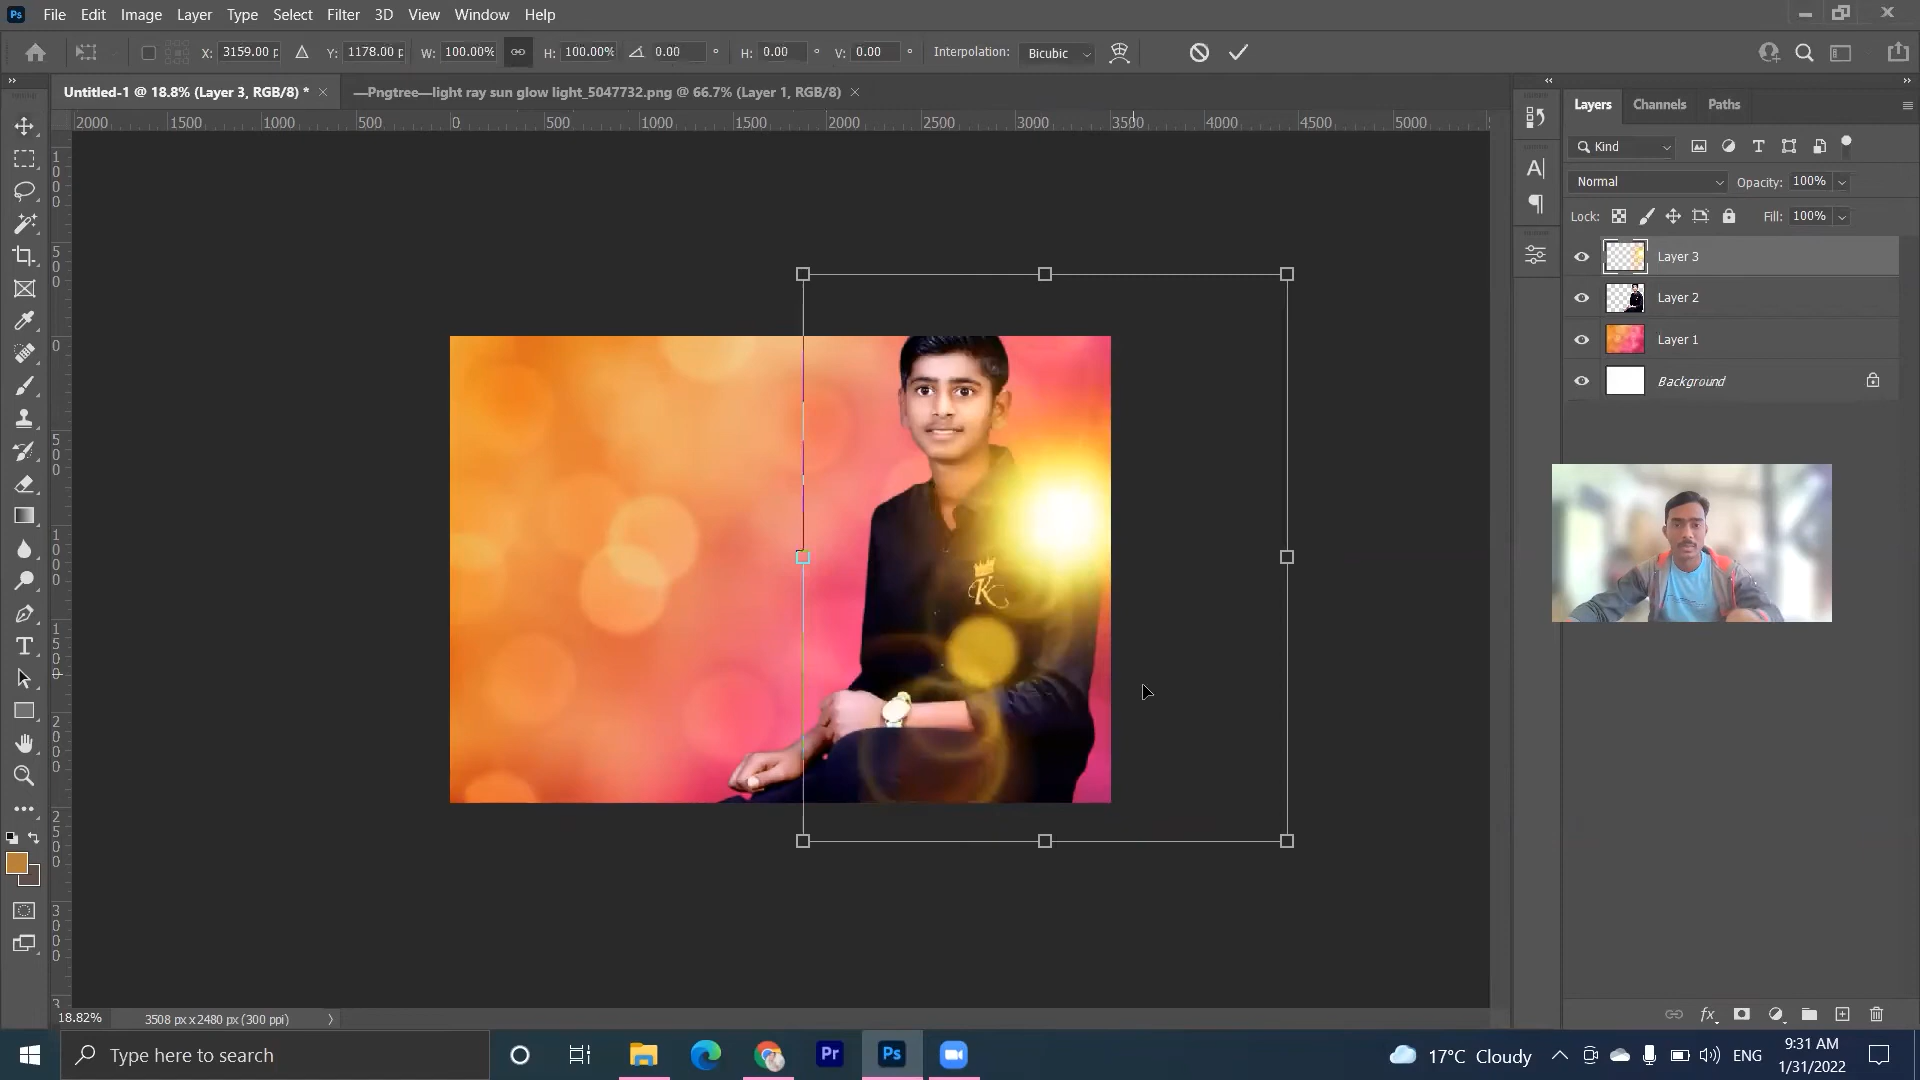 Ps File Edit Image Layer Type Select Filter 3D View Window Help
X: 3159.00 p Y: 1178.00 p W: 100.00% H: 100.00% 0.00 ° H: 0.00 ° V: 0.00 ° Interpolation: Bicubic
Untitled-1 @ 18.8% (Layer 3, RGB/8) * × —Pngtree—light ray sun glow light_5047732.png @ 66.7% (Layer 1, RGB/8) ×
2000 1500 1000 500 0 500 1000 1500 2000 2500 3000 3500 4000 4500 5000
Layers Channels Paths
Kind
Normal Opacity: 100%
Lock: Fill: 100%
Layer 3
Layer 2
Layer 1
Background
K
18.82% 3508 px x 2480 px (300 ppi)
Type here to search
Pr Ps
17°C Cloudy ENG
9:31 AM
1/31/2022